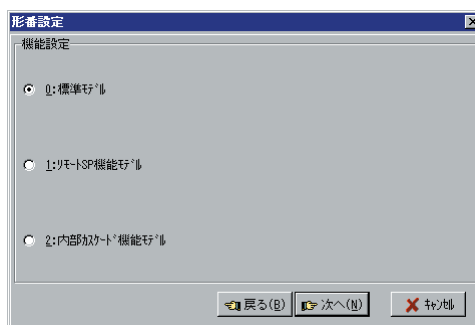 形番設定
機能設定
0:標準ﾓﾃﾞﾙ
1:ﾘﾓｰﾄSP機能ﾓﾃﾞﾙ
2:内部ｶｽｹｰﾄﾞ機能ﾓﾃﾞﾙ
戻る(B) 次へ(N) ｷｬﾝｾﾙ